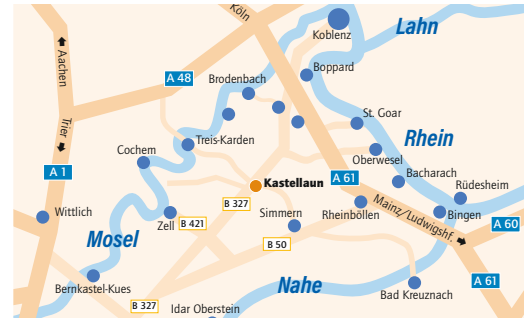 Köln
Koblenz
Lahn
Aachen
A 48
Brodenbach
Boppard
St. Goar
Trier
Treis-Karden
Rhein
Cochem
Oberwesel
A 1
Kastellaun
A 61
Bacharach
Rüdesheim
Wittlich
Zell
B 327
B 421
Simmern
Rheinböllen
Mainz/Ludwigshf.
Bingen
A 60
Mosel
B 50
Bernkastel-Kues
Nahe
Bad Kreuznach
A 61
B 327
Idar Oberstein